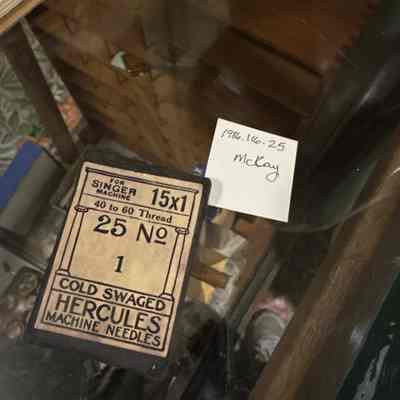 FOR
SINGER
MACHINE
15x1
40 to 60 Thread
25 No
1
COLD SWAGED
HERCULES
MACHINE NEEDLES
1986.16.25
McKay